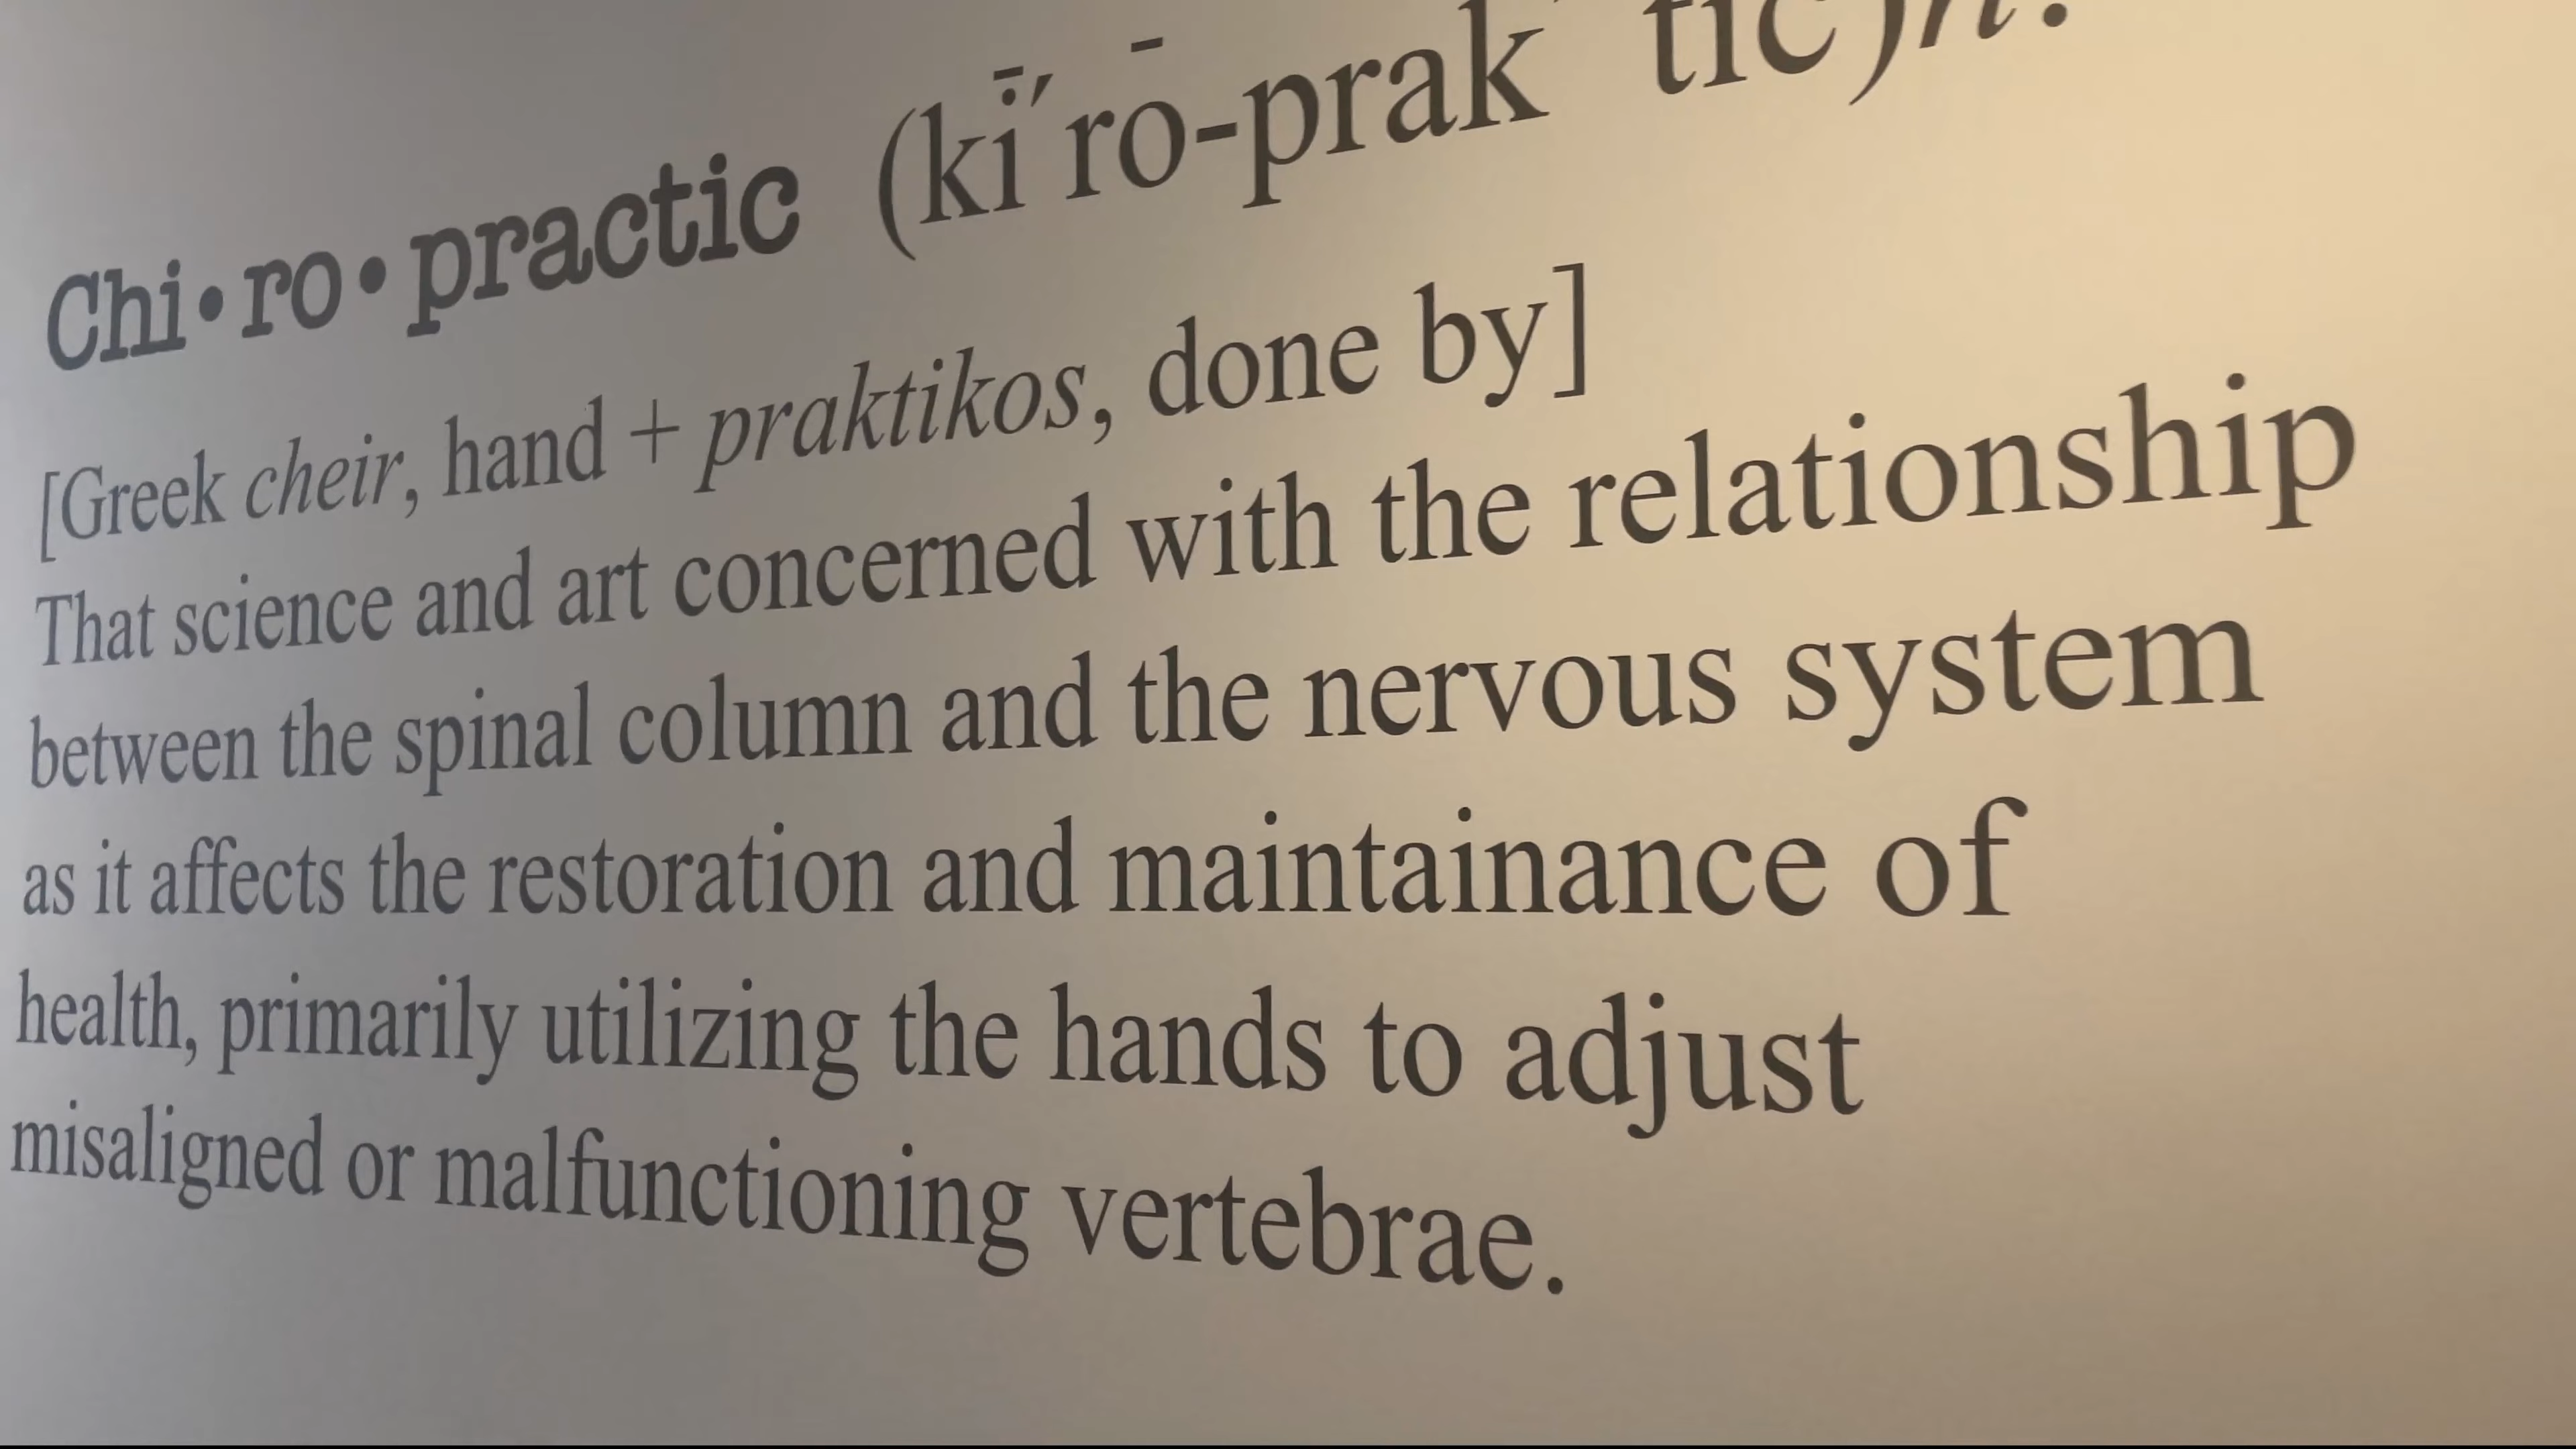 Chi•ro•practic (kī′rō-prak′tic)n.
[Greek cheir, hand + praktikos, done by]
That science and art concerned with the relationship
between the spinal column and the nervous system
as it affects the restoration and maintainance of
health, primarily utilizing the hands to adjust
misaligned or malfunctioning vertebrae.